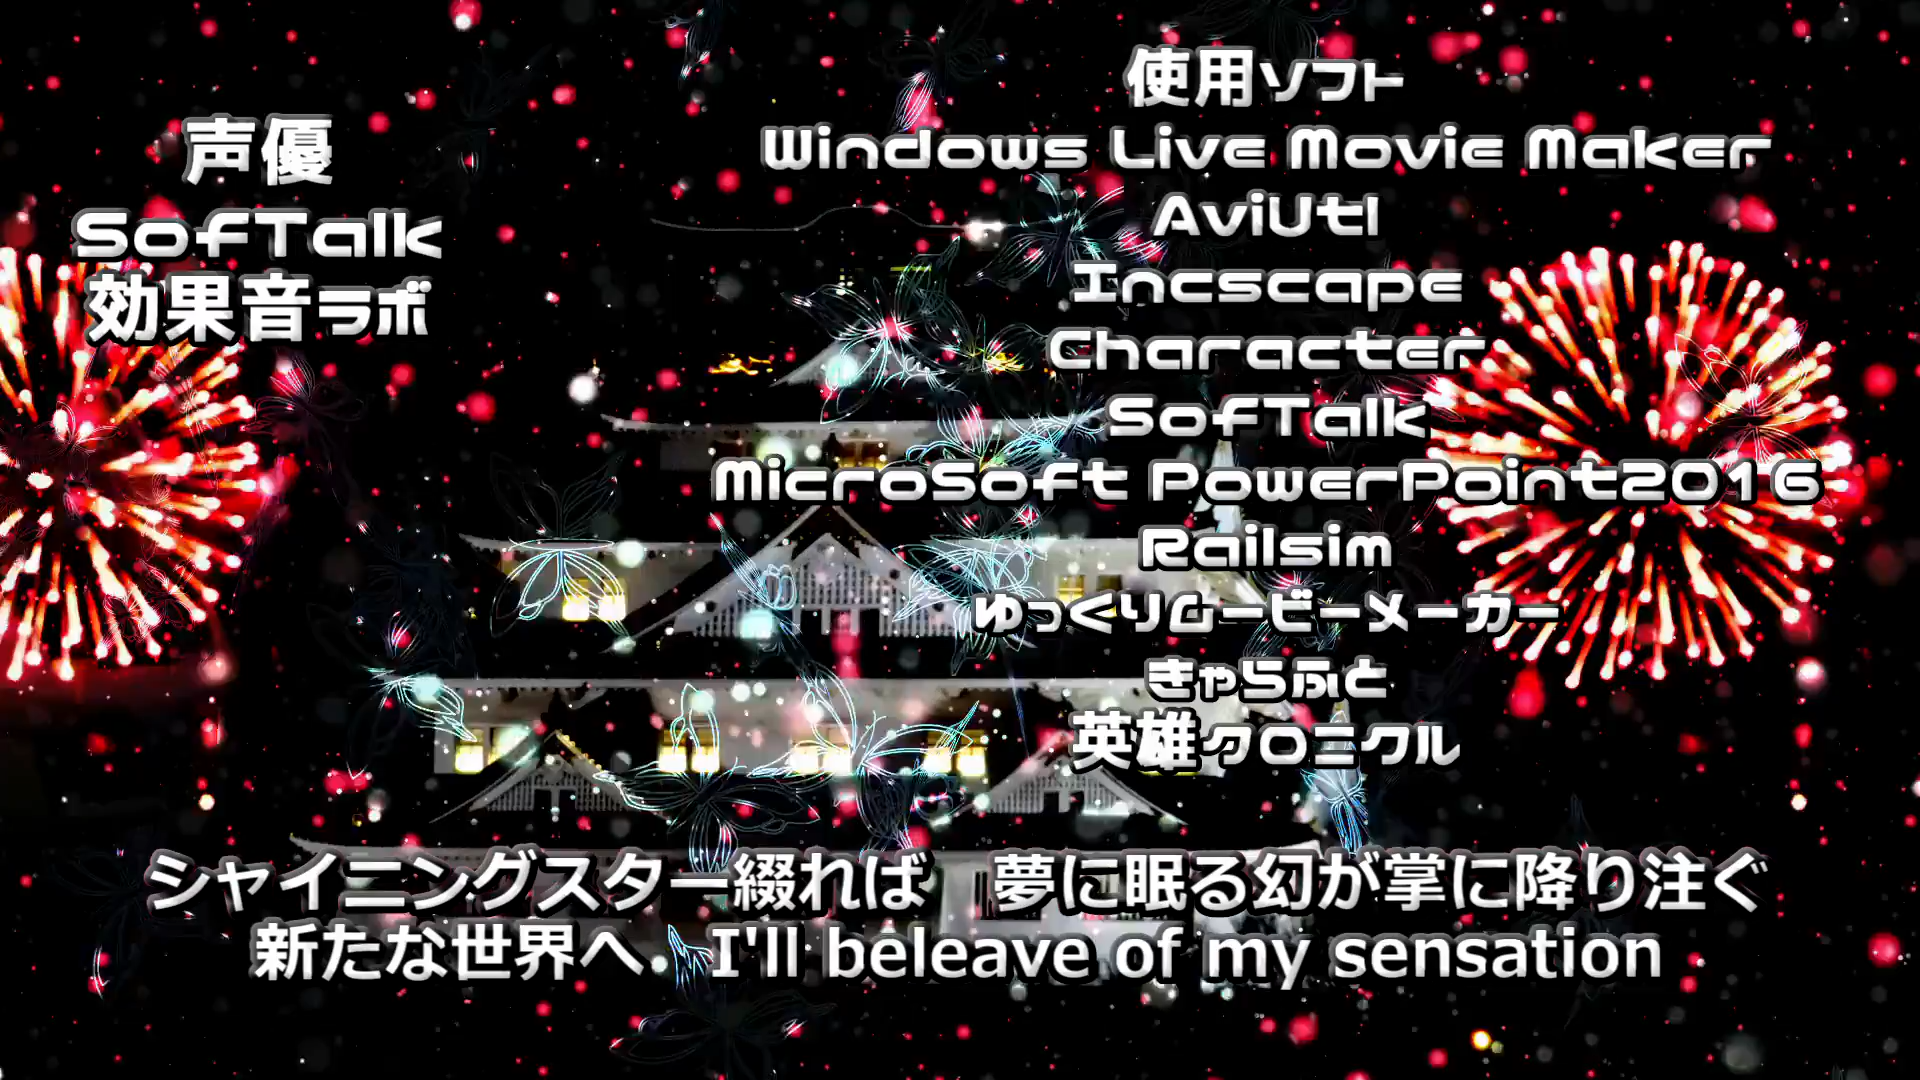 声優
SofTalk
効果音ラボ
使用ソフト
Windows Live Movie Maker
AviUtl
Incscape
Character
SofTalk
MicroSoft PowerPoint2016
Railsim
ゆっくりムービーメーカー
きゃらふと
英雄クロニクル
シャイニングスター綴れば　夢に眠る幻が掌に降り注ぐ
新たな世界へ. I'll beleave of my sensation